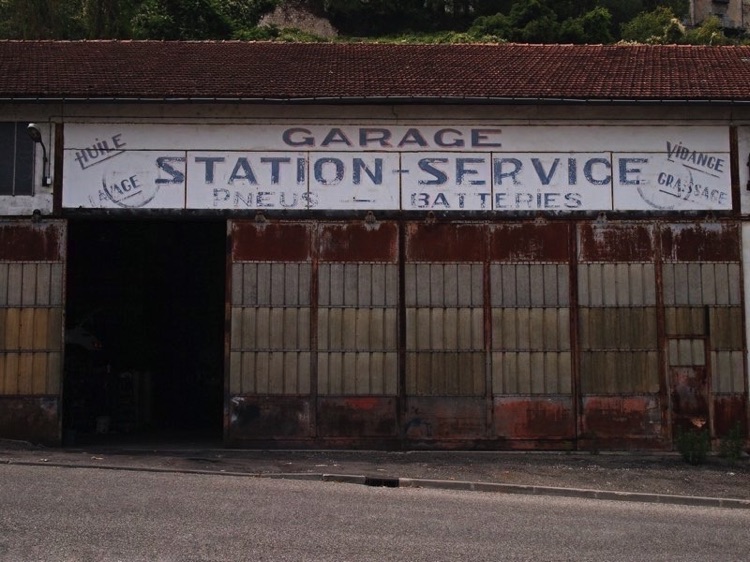 GARAGE
HUILE
LAVAGE
STATION-SERVICE
PNEUS - BATTERIES
VIDANGE
GRAISSAGE